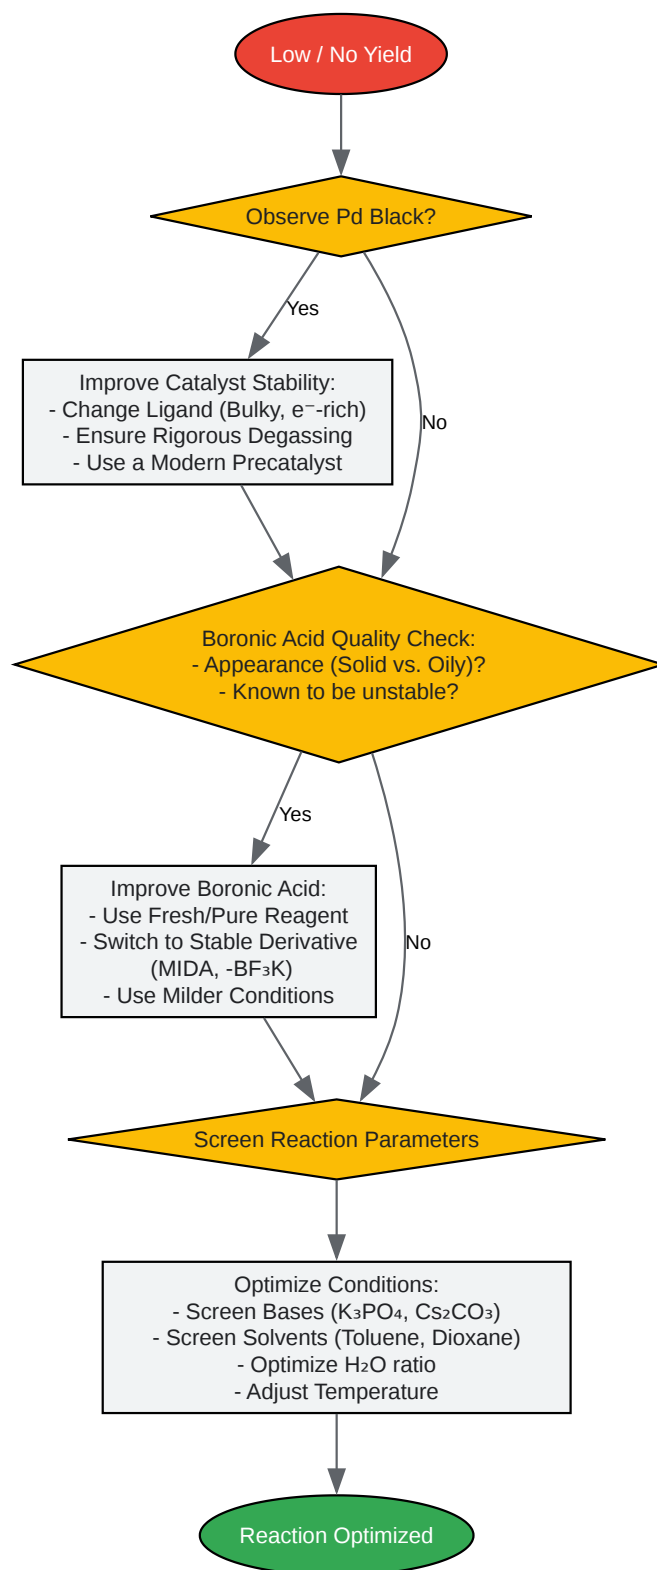 Low / No Yield
Observe Pd Black?
Yes
Improve Catalyst Stability:
- Change Ligand (Bulky, e⁻-rich)
- Ensure Rigorous Degassing
- Use a Modern Precatalyst
No
Boronic Acid Quality Check:
- Appearance (Solid vs. Oily)?
- Known to be unstable?
Yes
Improve Boronic Acid:
- Use Fresh/Pure Reagent
- Switch to Stable Derivative
(MIDA, -BF₃K)
- Use Milder Conditions
No
Screen Reaction Parameters
Optimize Conditions:
- Screen Bases (K₃PO₄, Cs₂CO₃)
- Screen Solvents (Toluene, Dioxane)
- Optimize H₂O ratio
- Adjust Temperature
Reaction Optimized